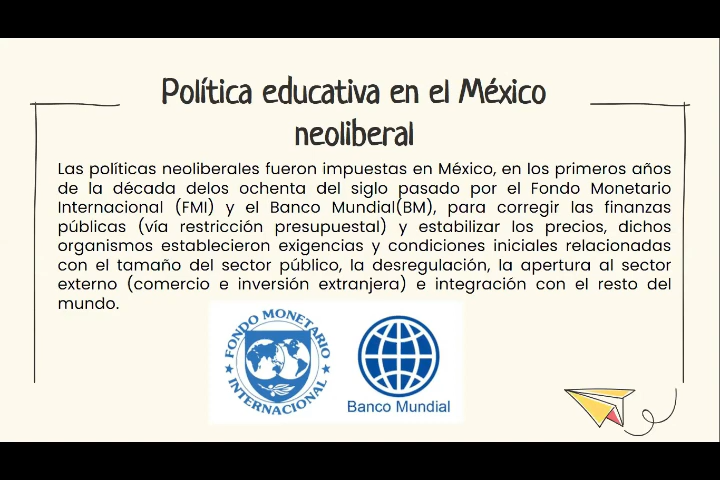 Política educativa en el México
neoliberal
Las políticas neoliberales fueron impuestas en México, en los primeros años
de la década delos ochenta del siglo pasado por el Fondo Monetario
Internacional (FMI) y el Banco Mundial(BM), para corregir las finanzas
públicas (vía restricción presupuestal) y estabilizar los precios, dichos
organismos establecieron exigencias y condiciones iniciales relacionadas
con el tamaño del sector público, la desregulación, la apertura al sector
externo (comercio e inversión extranjera) e integración con el resto del
mundo.
FONDO MONETARIO
INTERNACIONAL
Banco Mundial